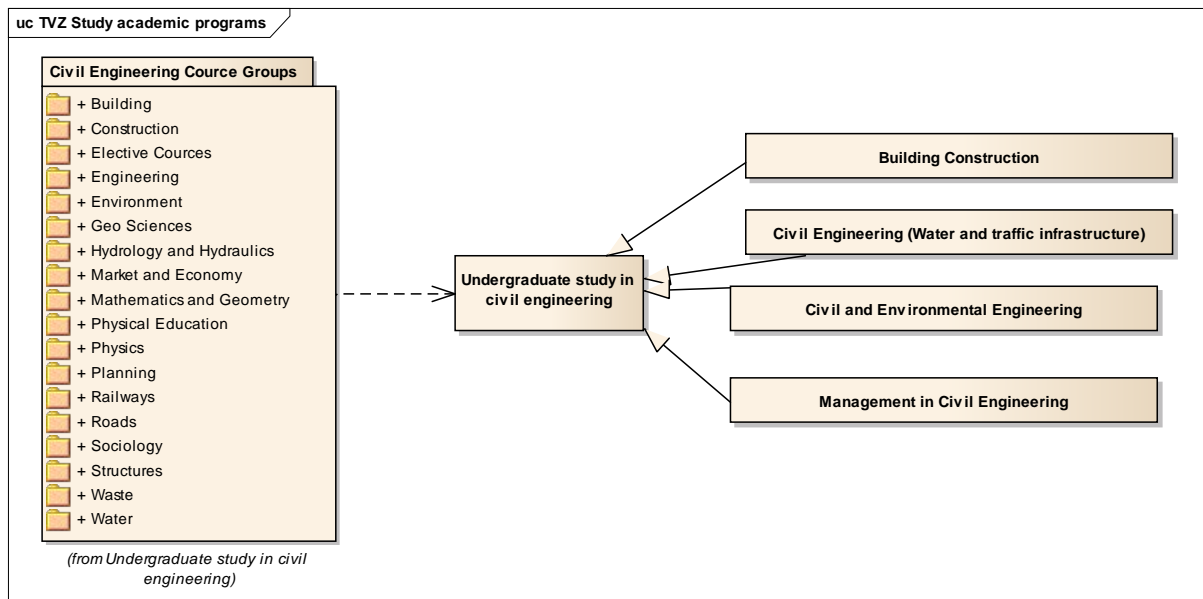 uc TVZ Study academic programs
Civil Engineering Cource Groups
+ Building
+ Construction
+ Elective Cources
+ Engineering
+ Environment
+ Geo Sciences
+ Hydrology and Hydraulics
+ Market and Economy
+ Mathematics and Geometry
+ Physical Education
+ Physics
+ Planning
+ Railways
+ Roads
+ Sociology
+ Structures
+ Waste
+ Water
(from Undergraduate study in civil
engineering)
Undergraduate study in
civil engineering
Building Construction
Civil Engineering (Water and traffic infrastructure)
Civil and Environmental Engineering
Management in Civil Engineering